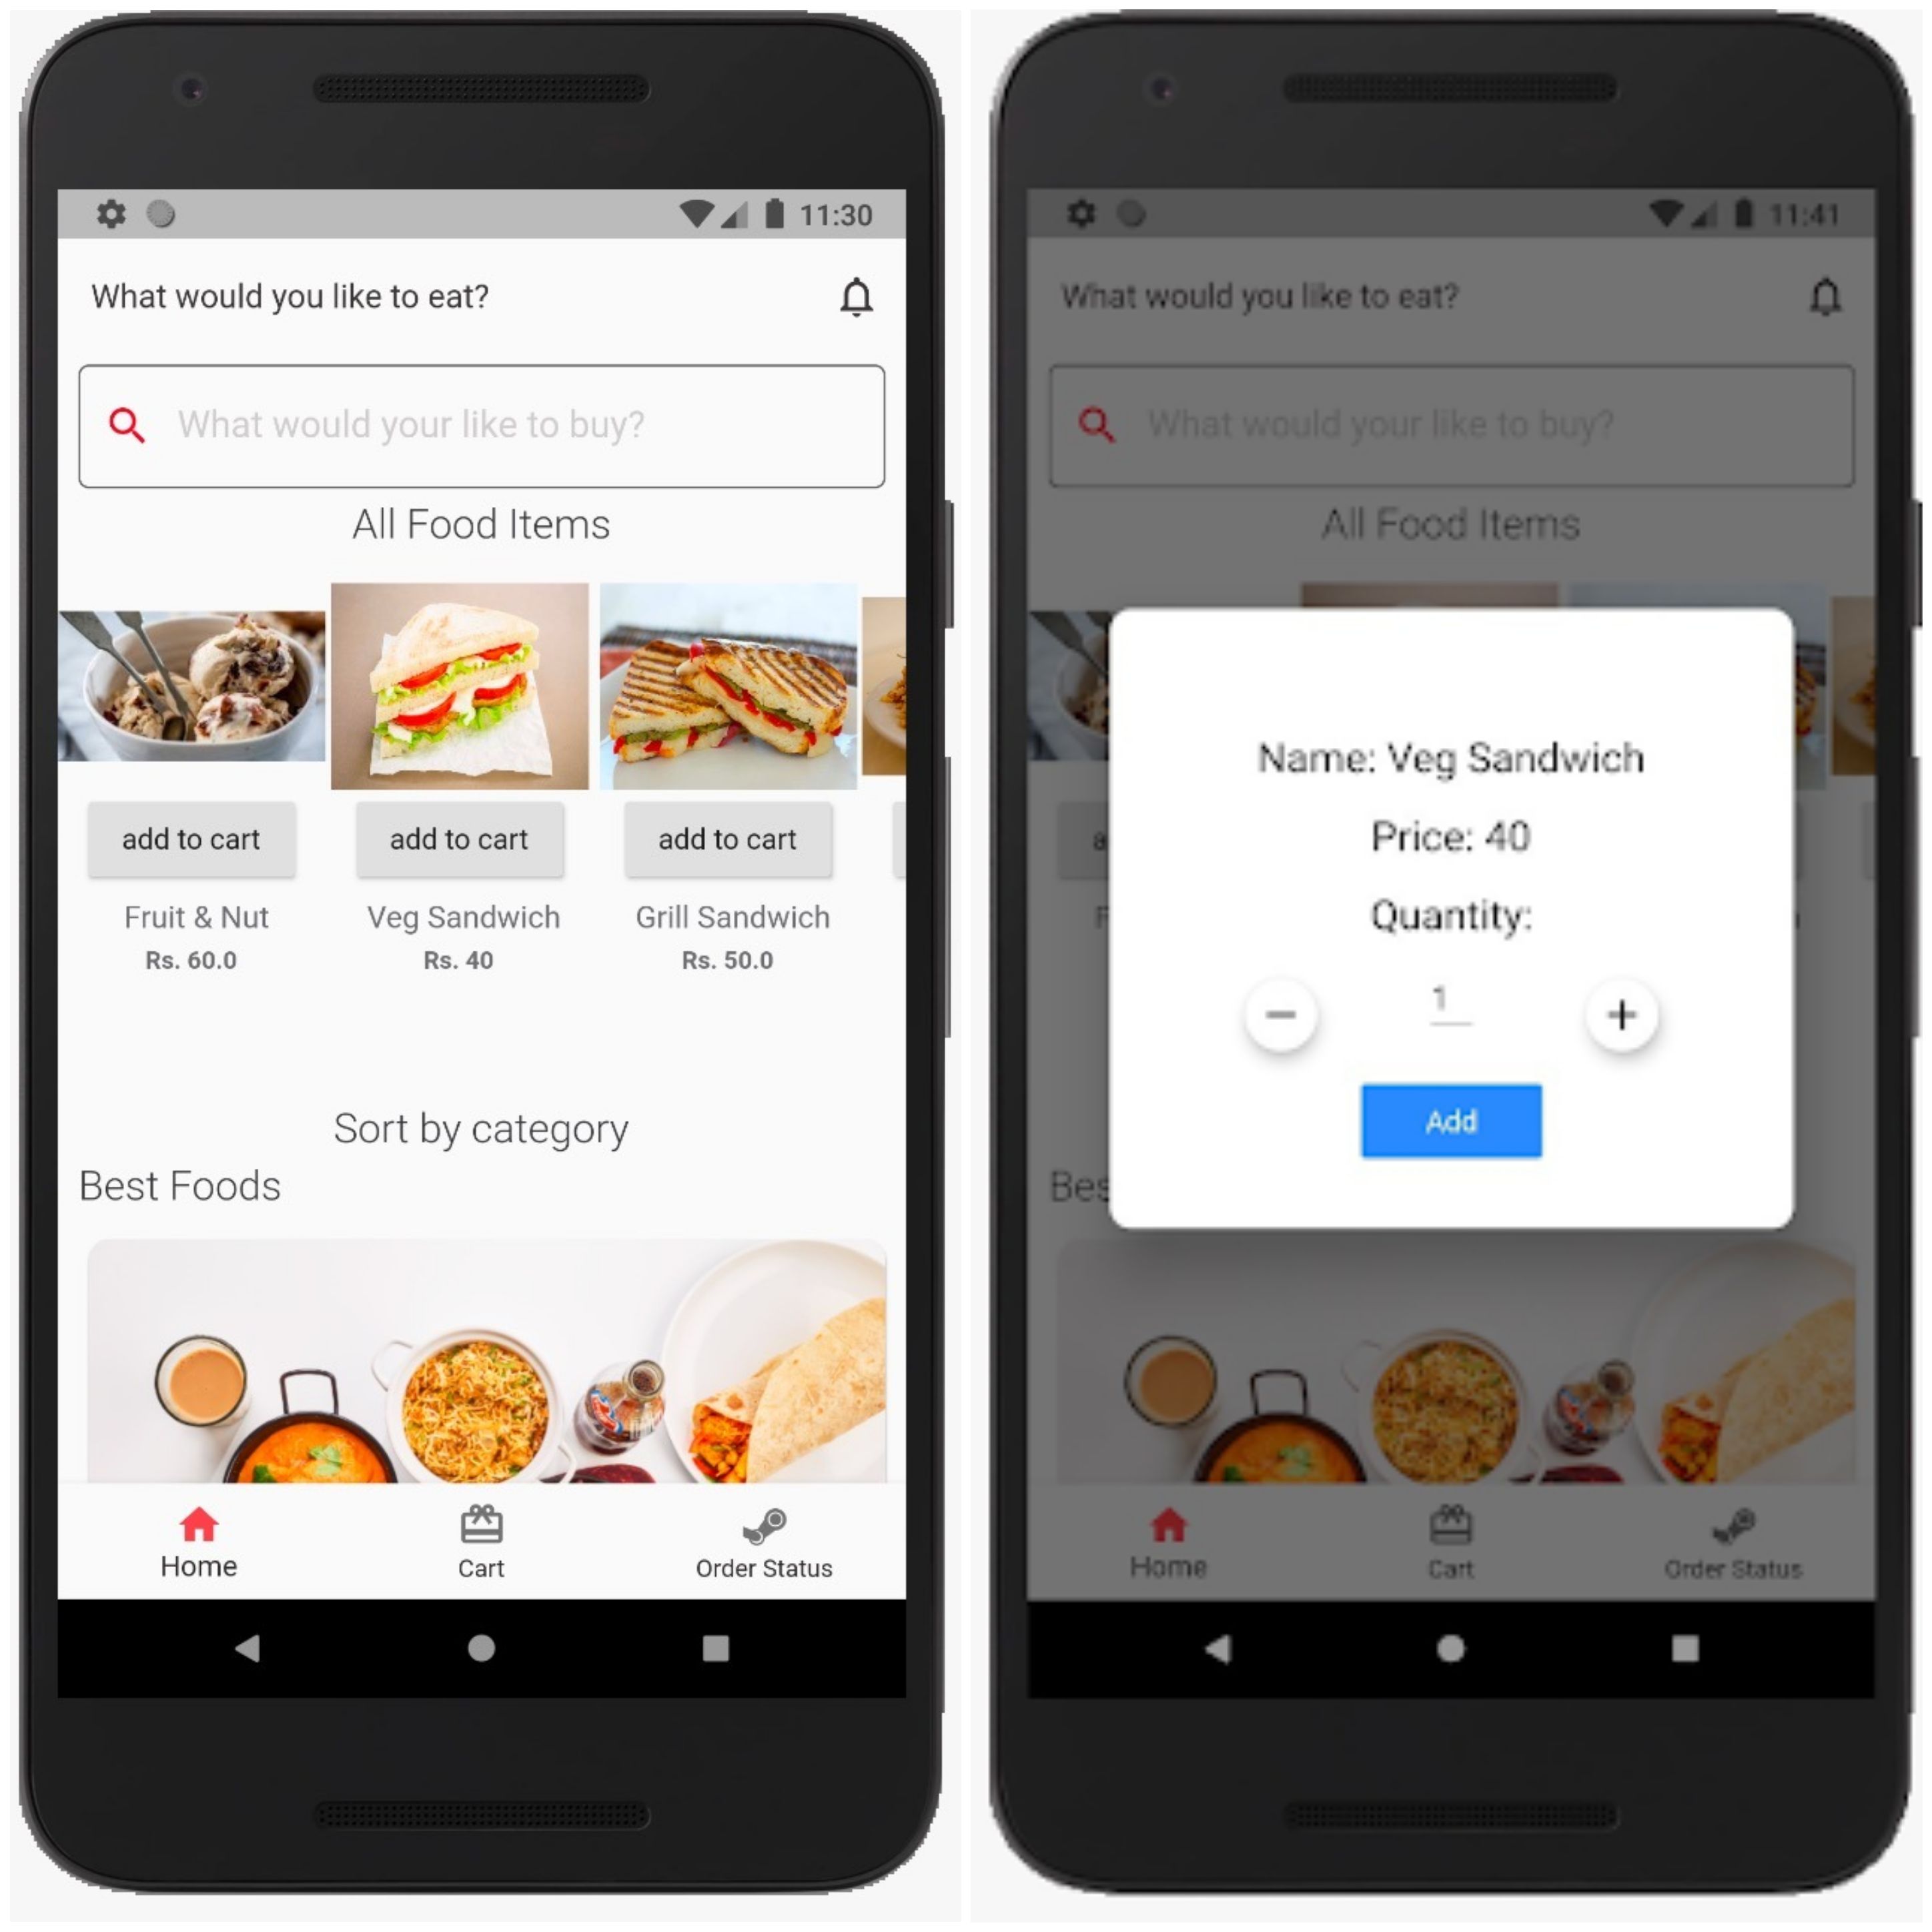 11:30
What would you like to eat?
What would your like to buy?
All Food Items
add to cart
add to cart
add to cart
Fruit & Nut
Veg Sandwich
Grill Sandwich
Rs. 60.0
Rs. 40
Rs. 50.0
Sort by category
Best Foods
Home
Cart
Order Status
11:41
What would you like to eat?
What would your like to buy?
All Food Items
Name: Veg Sandwich
Price: 40
Quantity:
1
Add
Bes
Home
Cart
Order Status